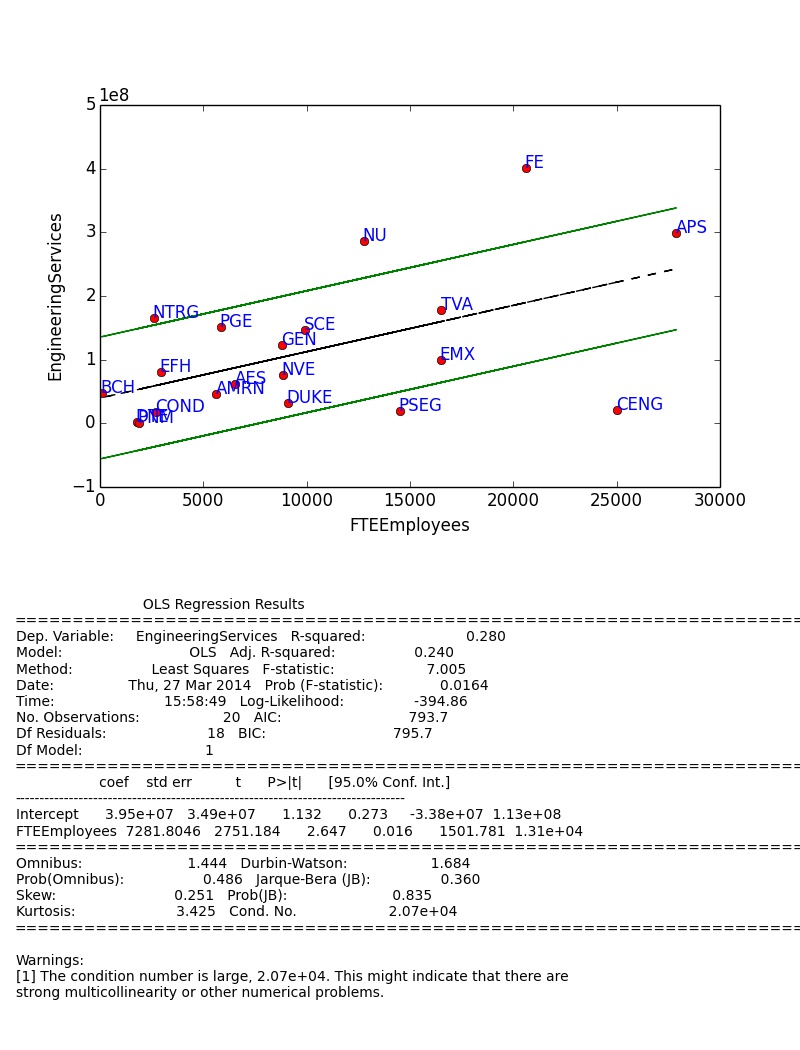 1e8
5
4
3
2
1
0
−1
0 5000 10000 15000 20000 25000 30000
EngineeringServices
FTEEmployees
FE
NU
APS
NTRG
PGE
SCE
TVA
GEN
EMX
EFH
NVE
AES
BCH
AMRN
DUKE
COND
PSEG
CENG
PNM
OLS Regression Results
==============================================================================
Dep. Variable: EngineeringServices R-squared: 0.280
Model: OLS Adj. R-squared: 0.240
Method: Least Squares F-statistic: 7.005
Date: Thu, 27 Mar 2014 Prob (F-statistic): 0.0164
Time: 15:58:49 Log-Likelihood: -394.86
No. Observations: 20 AIC: 793.7
Df Residuals: 18 BIC: 795.7
Df Model: 1
==============================================================================
coef std err t P>|t| [95.0% Conf. Int.]
--------------------------------------------------------------------------------
Intercept 3.95e+07 3.49e+07 1.132 0.273 -3.38e+07 1.13e+08
FTEEmployees 7281.8046 2751.184 2.647 0.016 1501.781 1.31e+04
==============================================================================
Omnibus: 1.444 Durbin-Watson: 1.684
Prob(Omnibus): 0.486 Jarque-Bera (JB): 0.360
Skew: 0.251 Prob(JB): 0.835
Kurtosis: 3.425 Cond. No. 2.07e+04
==============================================================================
Warnings:
[1] The condition number is large, 2.07e+04. This might indicate that there are
strong multicollinearity or other numerical problems.